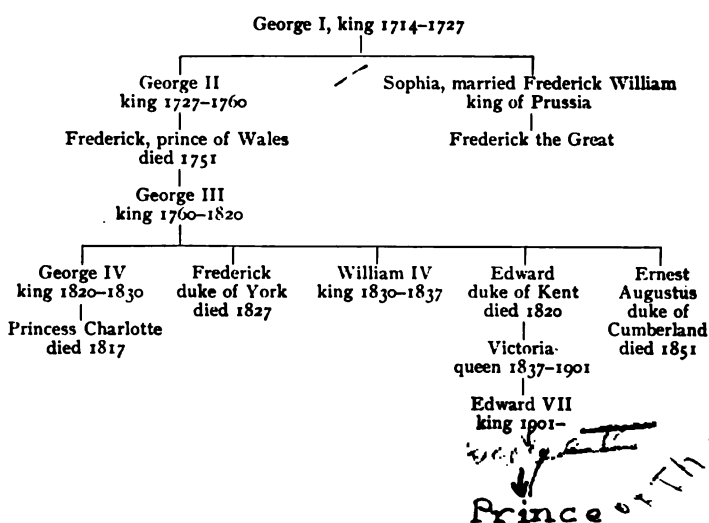 George I, king 1714–1727
George II
king 1727–1760
Sophia, married Frederick William
king of Prussia
Frederick, prince of Wales
died 1751
Frederick the Great
George III
king 1760–1820
George IV
king 1820–1830
Frederick
duke of York
died 1827
William IV
king 1830–1837
Edward
duke of Kent
died 1820
Ernest
Augustus
duke of
Cumberland
died 1851
Princess Charlotte
died 1817
Victoria
queen 1837–1901
Edward VII
king 1901–
Prince